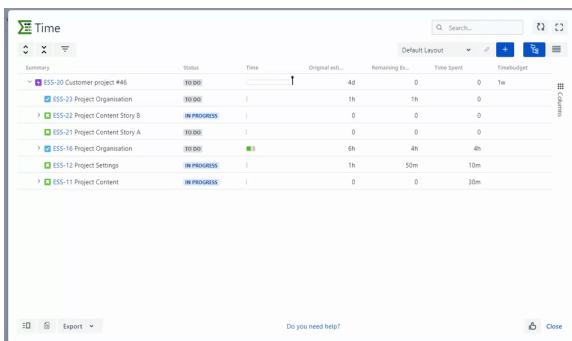 Time
Search...
Default Layout
Summary Status Time Original esti... Remaining Es... Time Spent Timebudget
ESS-20 Customer project #46 TO DO 4d 0 0 1w
ESS-23 Project Organisation TO DO 1h 1h 0
ESS-22 Project Content Story B IN PROGRESS 0 0 0
ESS-21 Project Content Story A TO DO 0 0 0
ESS-16 Project Organisation TO DO 6h 4h 4h
ESS-12 Project Settings IN PROGRESS 1h 50m 10m
ESS-11 Project Content IN PROGRESS 0 0 30m
Columns
Export Do you need help? Close